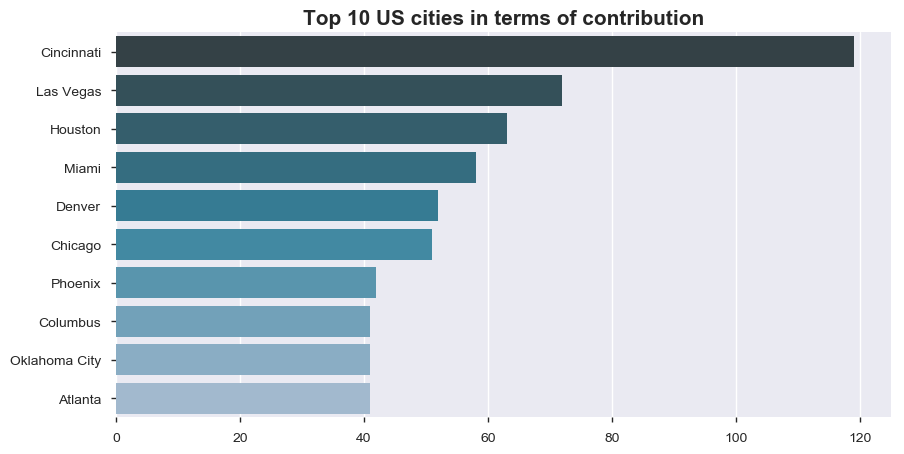 Top 10 US cities in terms of contribution
Cincinnati
Las Vegas
Houston
Miami
Denver
Chicago
Phoenix
Columbus
Oklahoma City
Atlanta
0 20 40 60 80 100 120